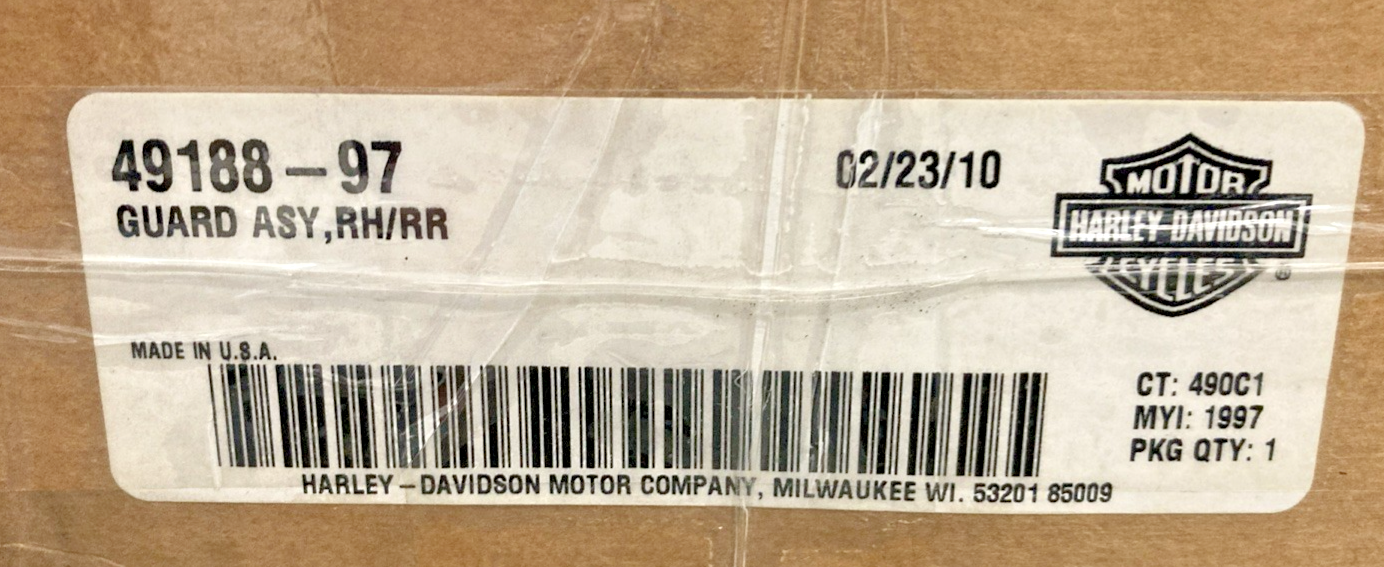 49188-97
02/23/10
GUARD ASY,RH/RR
MOTOR
HARLEY-DAVIDSON
CYCLES
®
MADE IN U.S.A.
CT: 490C1
MYI: 1997
PKG QTY: 1
HARLEY-DAVIDSON MOTOR COMPANY, MILWAUKEE WI. 53201 85009